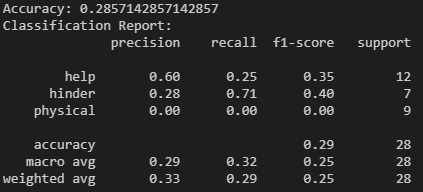 Accuracy: 0.2857142857142857
Classification Report:
precision recall f1-score support
help 0.60 0.25 0.35 12
hinder 0.28 0.71 0.40 7
physical 0.00 0.00 0.00 9
accuracy 0.29 28
macro avg 0.29 0.32 0.25 28
weighted avg 0.33 0.29 0.25 28